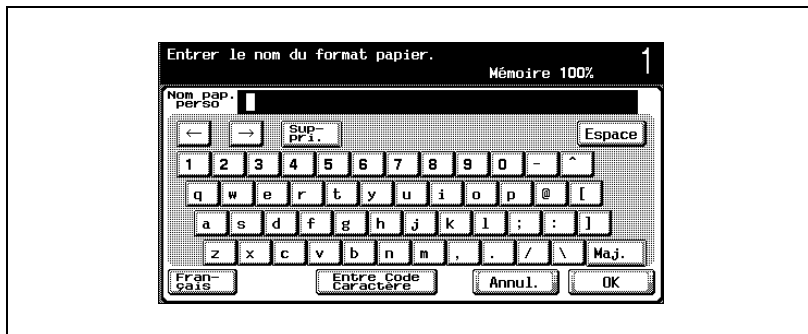 Entrer le nom du format papier.
Mémoire 100% 1
Nom pap.
perso
← → Sup-
pri. Espace
1 2 3 4 5 6 7 8 9 0 - ^
q w e r t y u i o p @ [
a s d f g h j k l ; : ]
z x c v b n m , . / \ Maj.
Fran-
çais Entre Code
Caractère Annul. OK